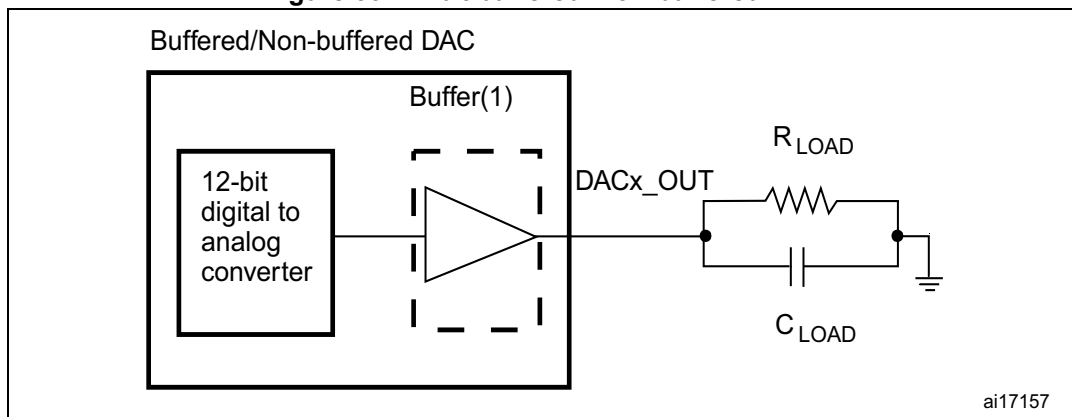 Buffered/Non-buffered DAC
Buffer(1)
12-bit
digital to
analog
converter
DACx_OUT
R LOAD
C LOAD
ai17157